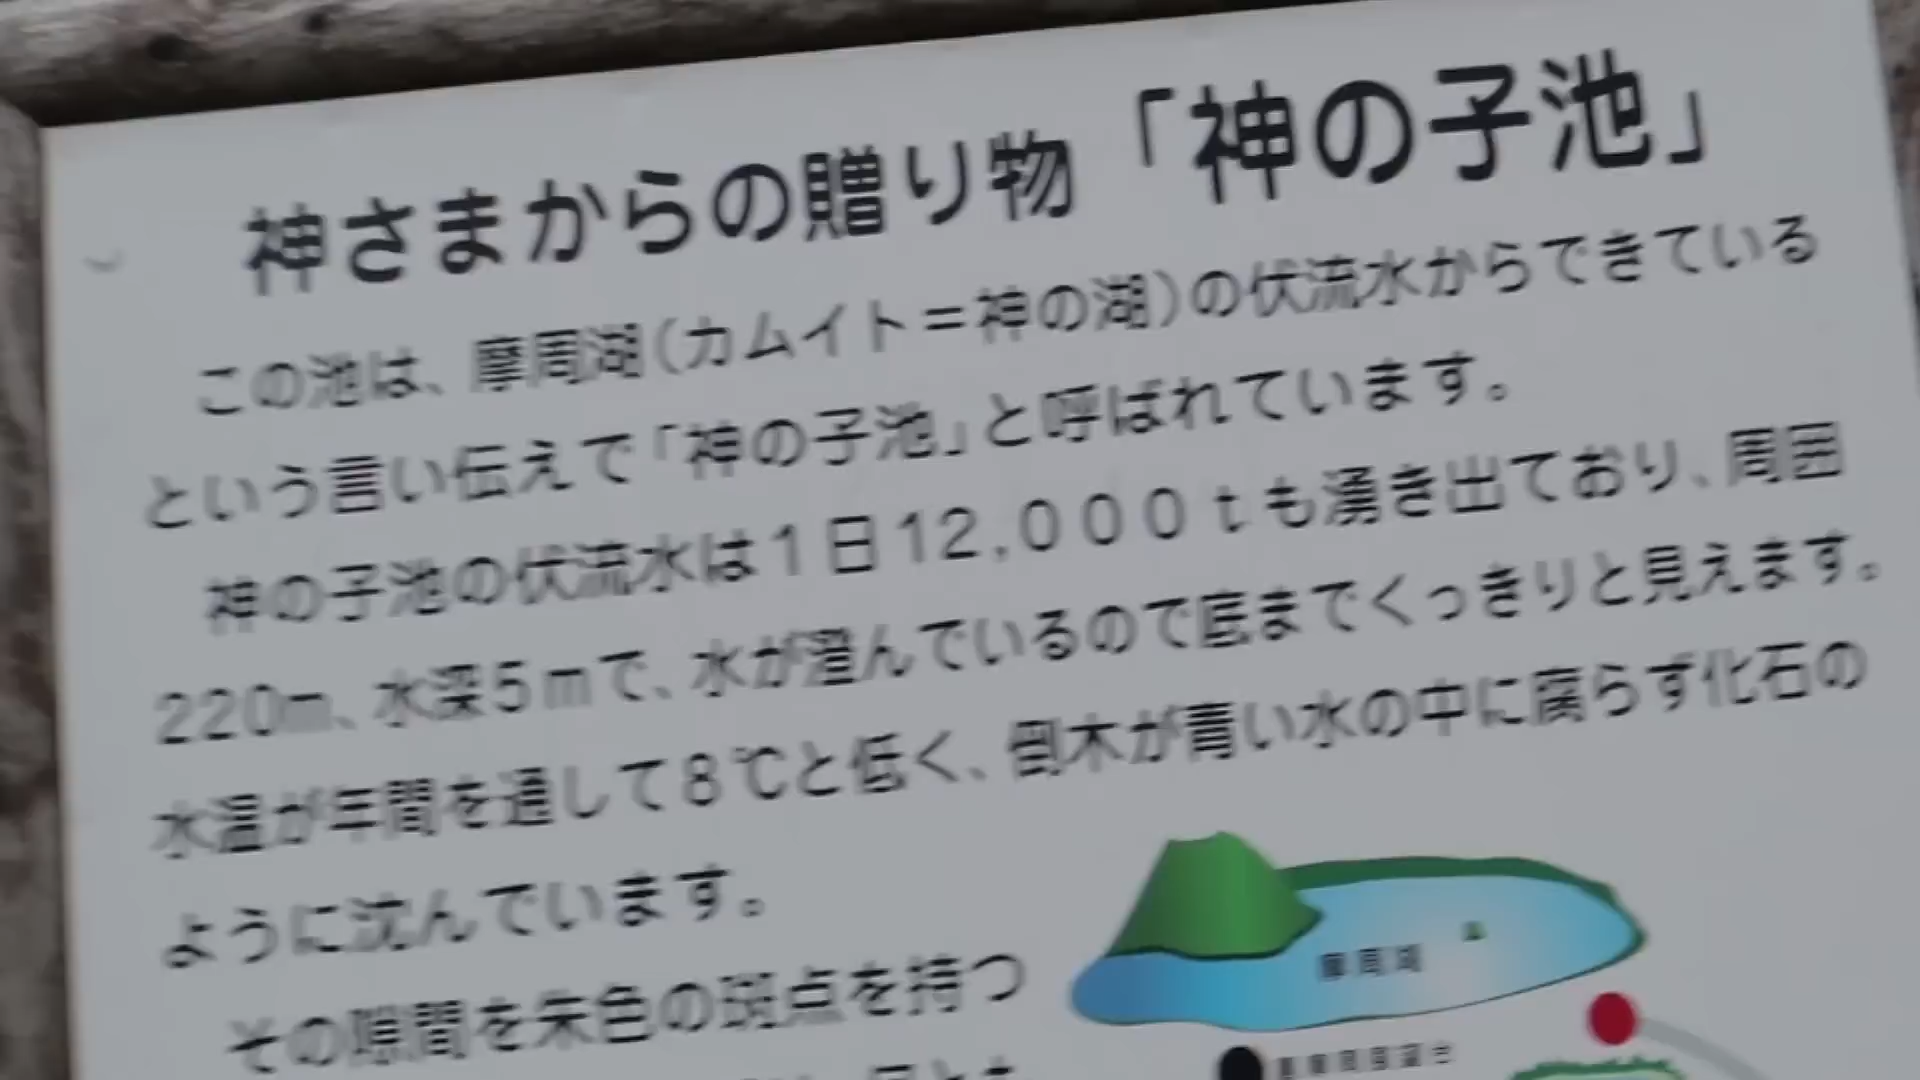 神さまからの贈り物「神の子池」
この池は、摩周湖(カムイト=神の湖)の伏流水からできている
という言い伝えで「神の子池」と呼ばれています。
神の子池の伏流水は1日12,000tも湧き出ており、周囲
220m、水深5mで、水が澄んでいるので底までくっきりと見えます。
水温が年間を通して8℃と低く、倒木が青い水の中に腐らず化石の
ように沈んでいます。
その隙間を朱色の斑点を持つ
摩周湖